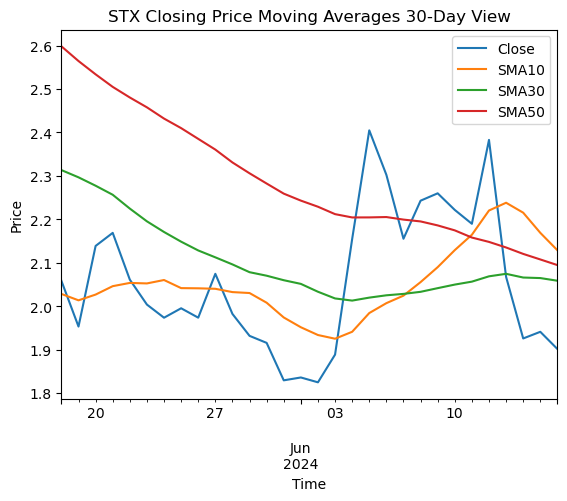 STX Closing Price Moving Averages 30-Day View
Close
SMA10
SMA30
SMA50
Price
2.6
2.5
2.4
2.3
2.2
2.1
2.0
1.9
1.8
20 27 03 10
Jun
2024
Time